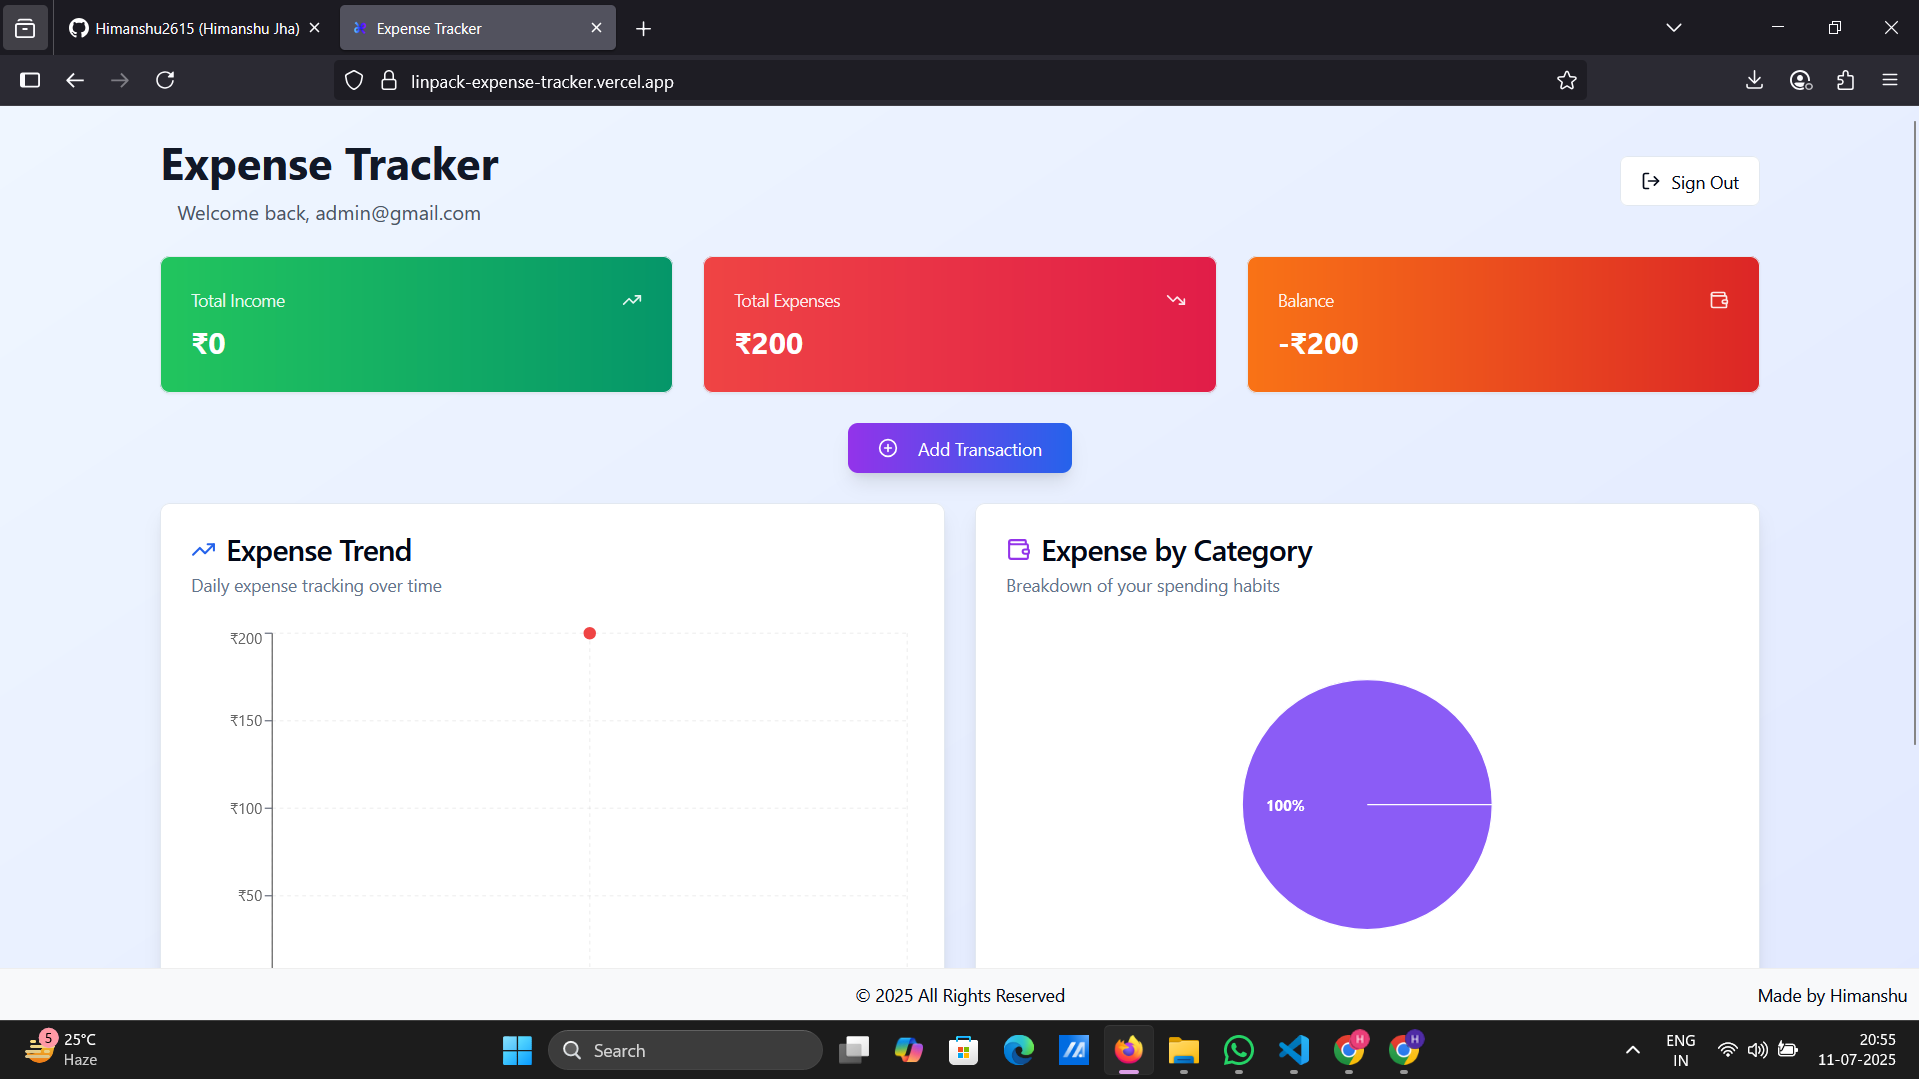 Himanshu2615 (Himanshu Jha)
Expense Tracker
linpack-expense-tracker.vercel.app
Expense Tracker
Sign Out
Welcome back, admin@gmail.com
Total Income
₹0
Total Expenses
₹200
Balance
-₹200
Add Transaction
Expense Trend
Daily expense tracking over time
₹200
₹150
₹100
₹50
Expense by Category
Breakdown of your spending habits
100%
© 2025 All Rights Reserved
Made by Himanshu
5
25°C
Haze
Search
H
H
ENG
IN
20:55
11-07-2025